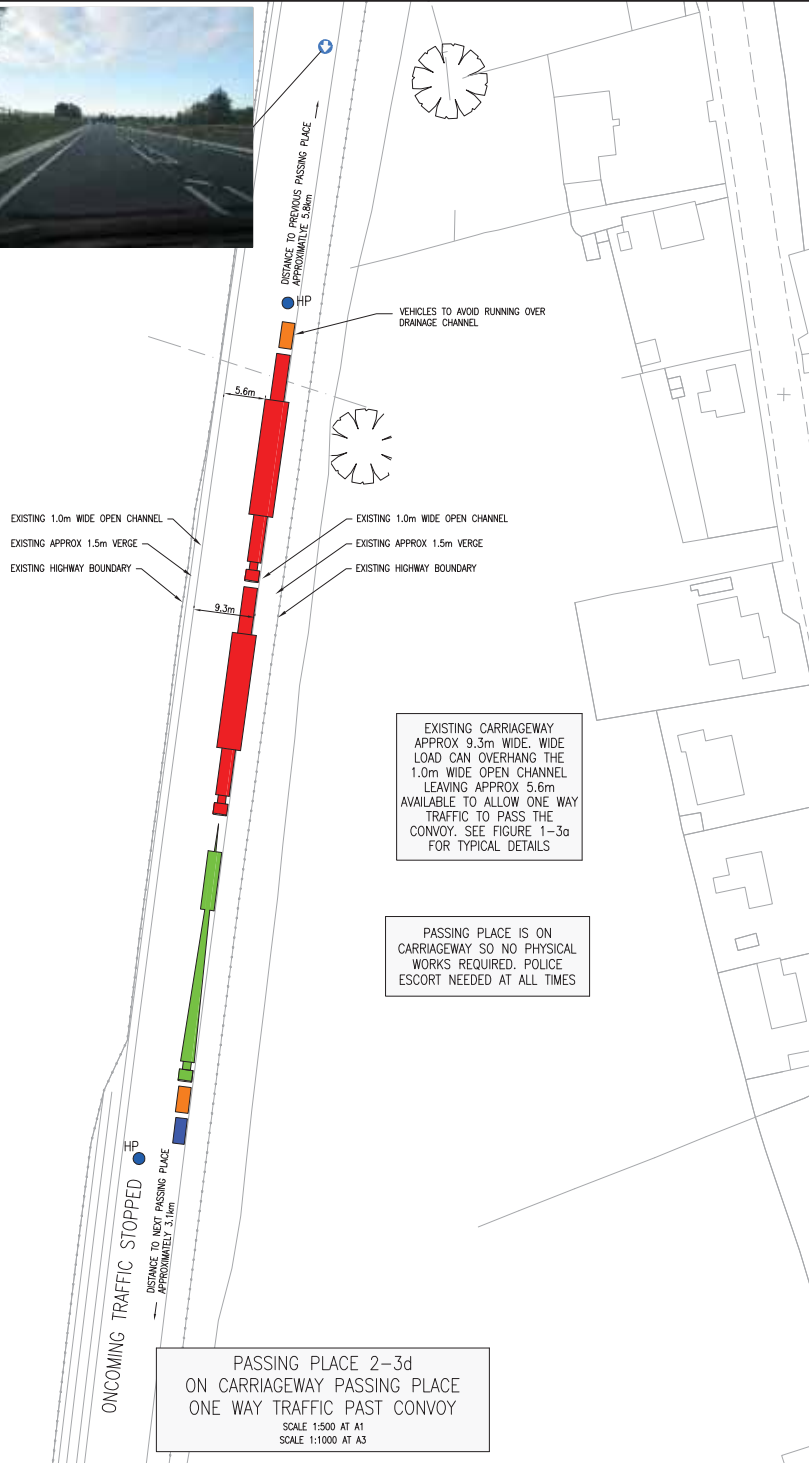 DISTANCE TO PREVIOUS PASSING PLACE
APPROXIMATLYE 5.8km
HP
VEHICLES TO AVOID RUNNING OVER
DRAINAGE CHANNEL
5.6m
EXISTING 1.0m WIDE OPEN CHANNEL
EXISTING APPROX 1.5m VERGE
EXISTING HIGHWAY BOUNDARY
EXISTING 1.0m WIDE OPEN CHANNEL
EXISTING APPROX 1.5m VERGE
EXISTING HIGHWAY BOUNDARY
9.3m
EXISTING CARRIAGEWAY
APPROX 9.3m WIDE. WIDE
LOAD CAN OVERHANG THE
1.0m WIDE OPEN CHANNEL
LEAVING APPROX 5.6m
AVAILABLE TO ALLOW ONE WAY
TRAFFIC TO PASS THE
CONVOY. SEE FIGURE 1-3a
FOR TYPICAL DETAILS
PASSING PLACE IS ON
CARRIAGEWAY SO NO PHYSICAL
WORKS REQUIRED. POLICE
ESCORT NEEDED AT ALL TIMES
HP
ONCOMING TRAFFIC STOPPED
DISTANCE TO NEXT PASSING PLACE
APPROXIMATELY 3.1km
PASSING PLACE 2-3d
ON CARRIAGEWAY PASSING PLACE
ONE WAY TRAFFIC PAST CONVOY
SCALE 1:500 AT A1
SCALE 1:1000 AT A3